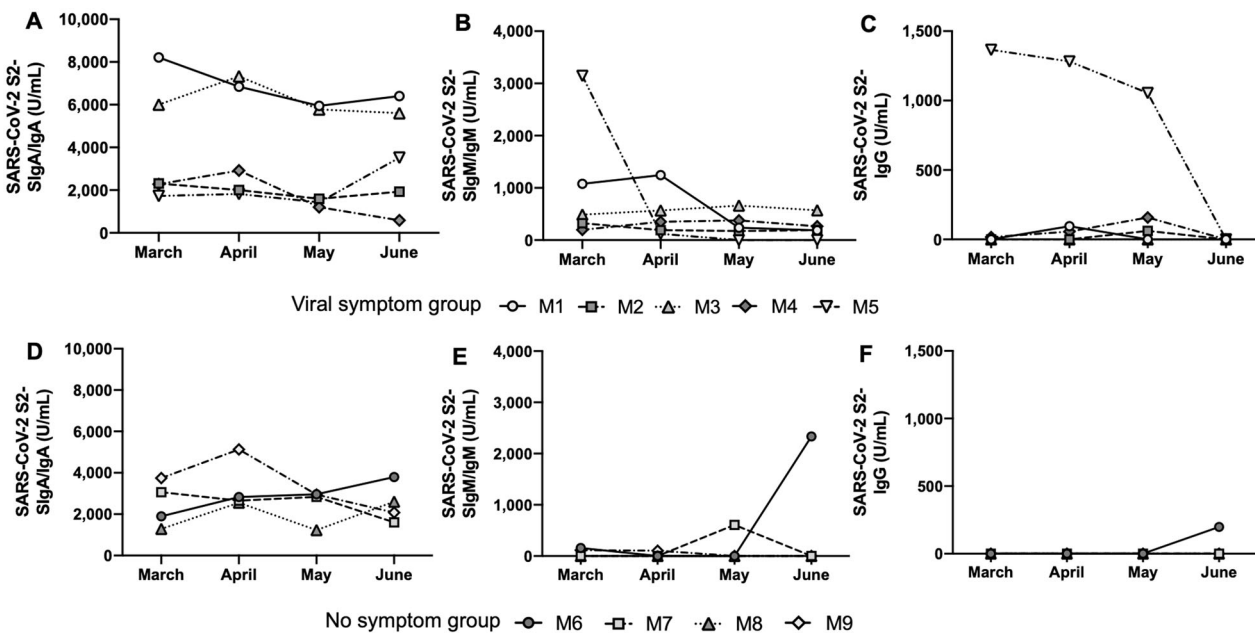 A
SARS-CoV-2 S2-
SIgA/IgA (U/mL)
10,000
8,000
6,000
4,000
2,000
0
March April May June
B
SARS-CoV-2 S2-
SIgM/IgM (U/mL)
4,000
3,000
2,000
1,000
0
March April May June
C
SARS-CoV-2 S2-
IgG (U/mL)
1,500
1,000
500
0
March April May June
Viral symptom group M1 M2 M3 M4 M5
D
SARS-CoV-2 S2-
SIgA/IgA (U/mL)
10,000
8,000
6,000
4,000
2,000
0
March April May June
E
SARS-CoV-2 S2-
SIgM/IgM (U/mL)
4,000
3,000
2,000
1,000
0
March April May June
F
SARS-CoV-2 S2-
IgG (U/mL)
1,500
1,000
500
0
March April May June
No symptom group M6 M7 M8 M9